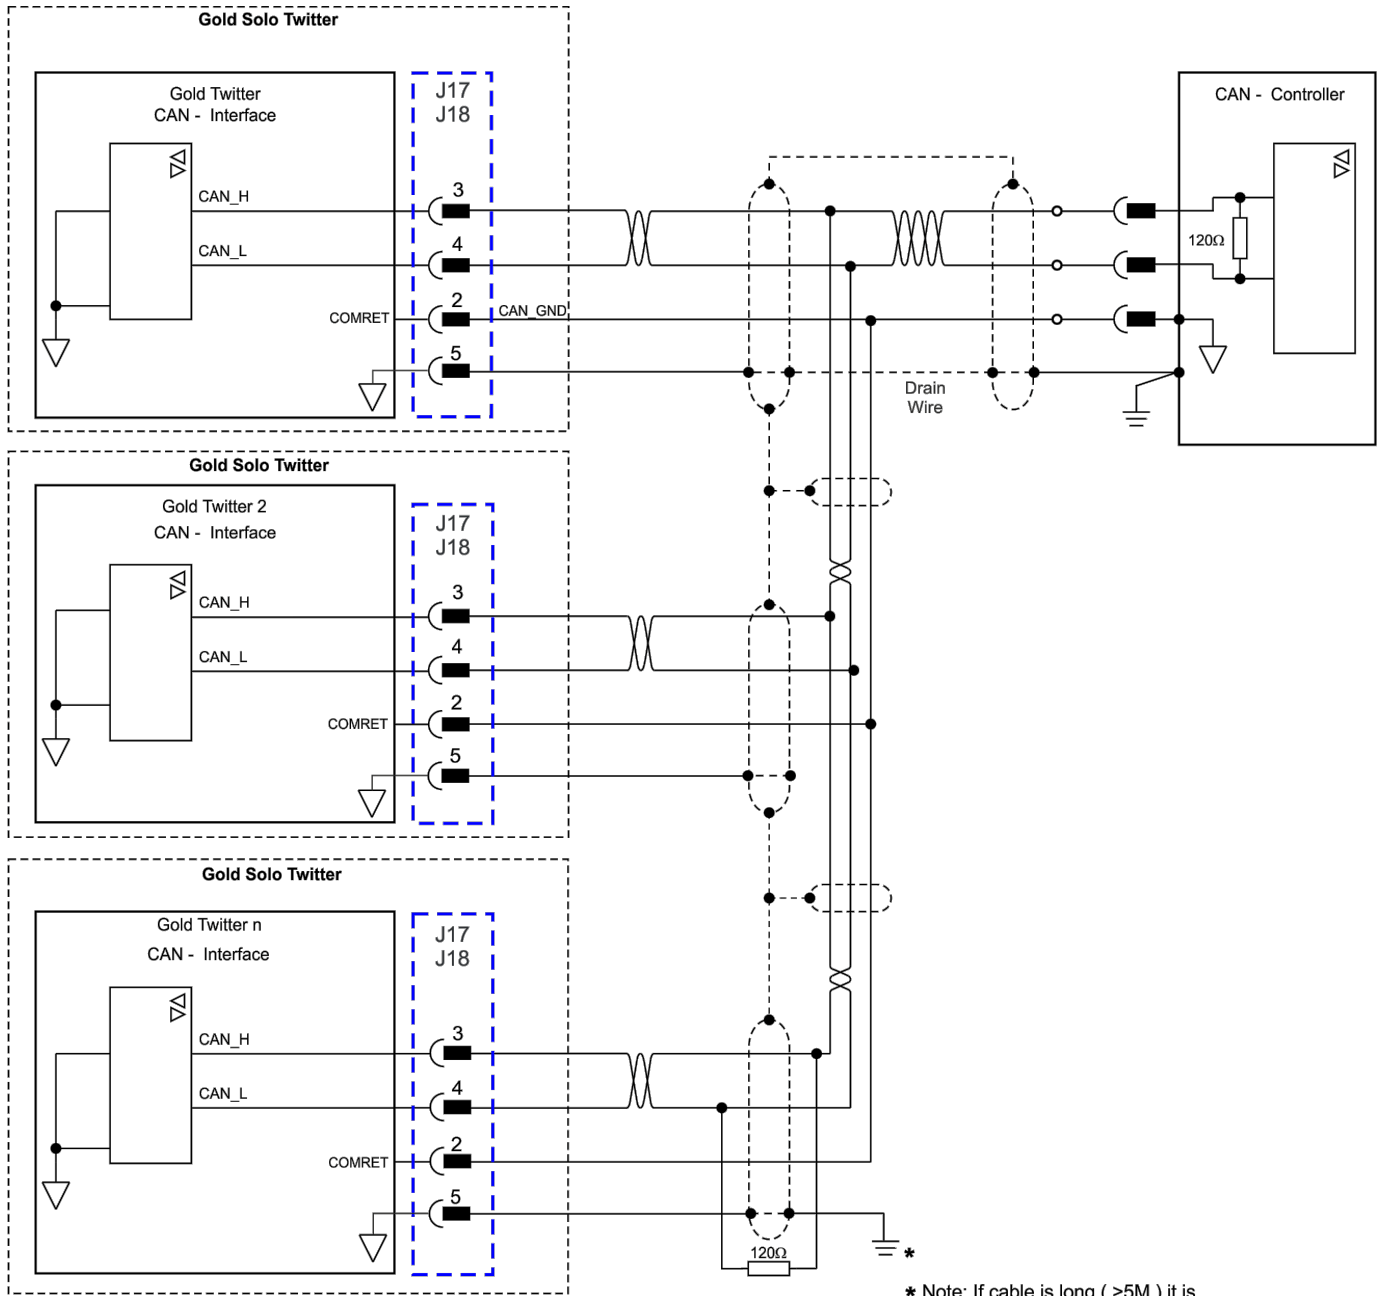 Gold Solo Twitter
Gold Twitter
CAN - Interface
J17
J18
CAN - Controller
CAN_H
3
CAN_L
4
120Ω
COMRET
2
CAN_GND
5
Drain
Wire
Gold Solo Twitter
Gold Twitter 2
CAN - Interface
J17
J18
CAN_H
3
CAN_L
4
COMRET
2
5
Gold Solo Twitter
Gold Twitter n
CAN - Interface
J17
J18
CAN_H
3
CAN_L
4
COMRET
2
5
120Ω
*
* Note: If cable is long ( >5M ) it is